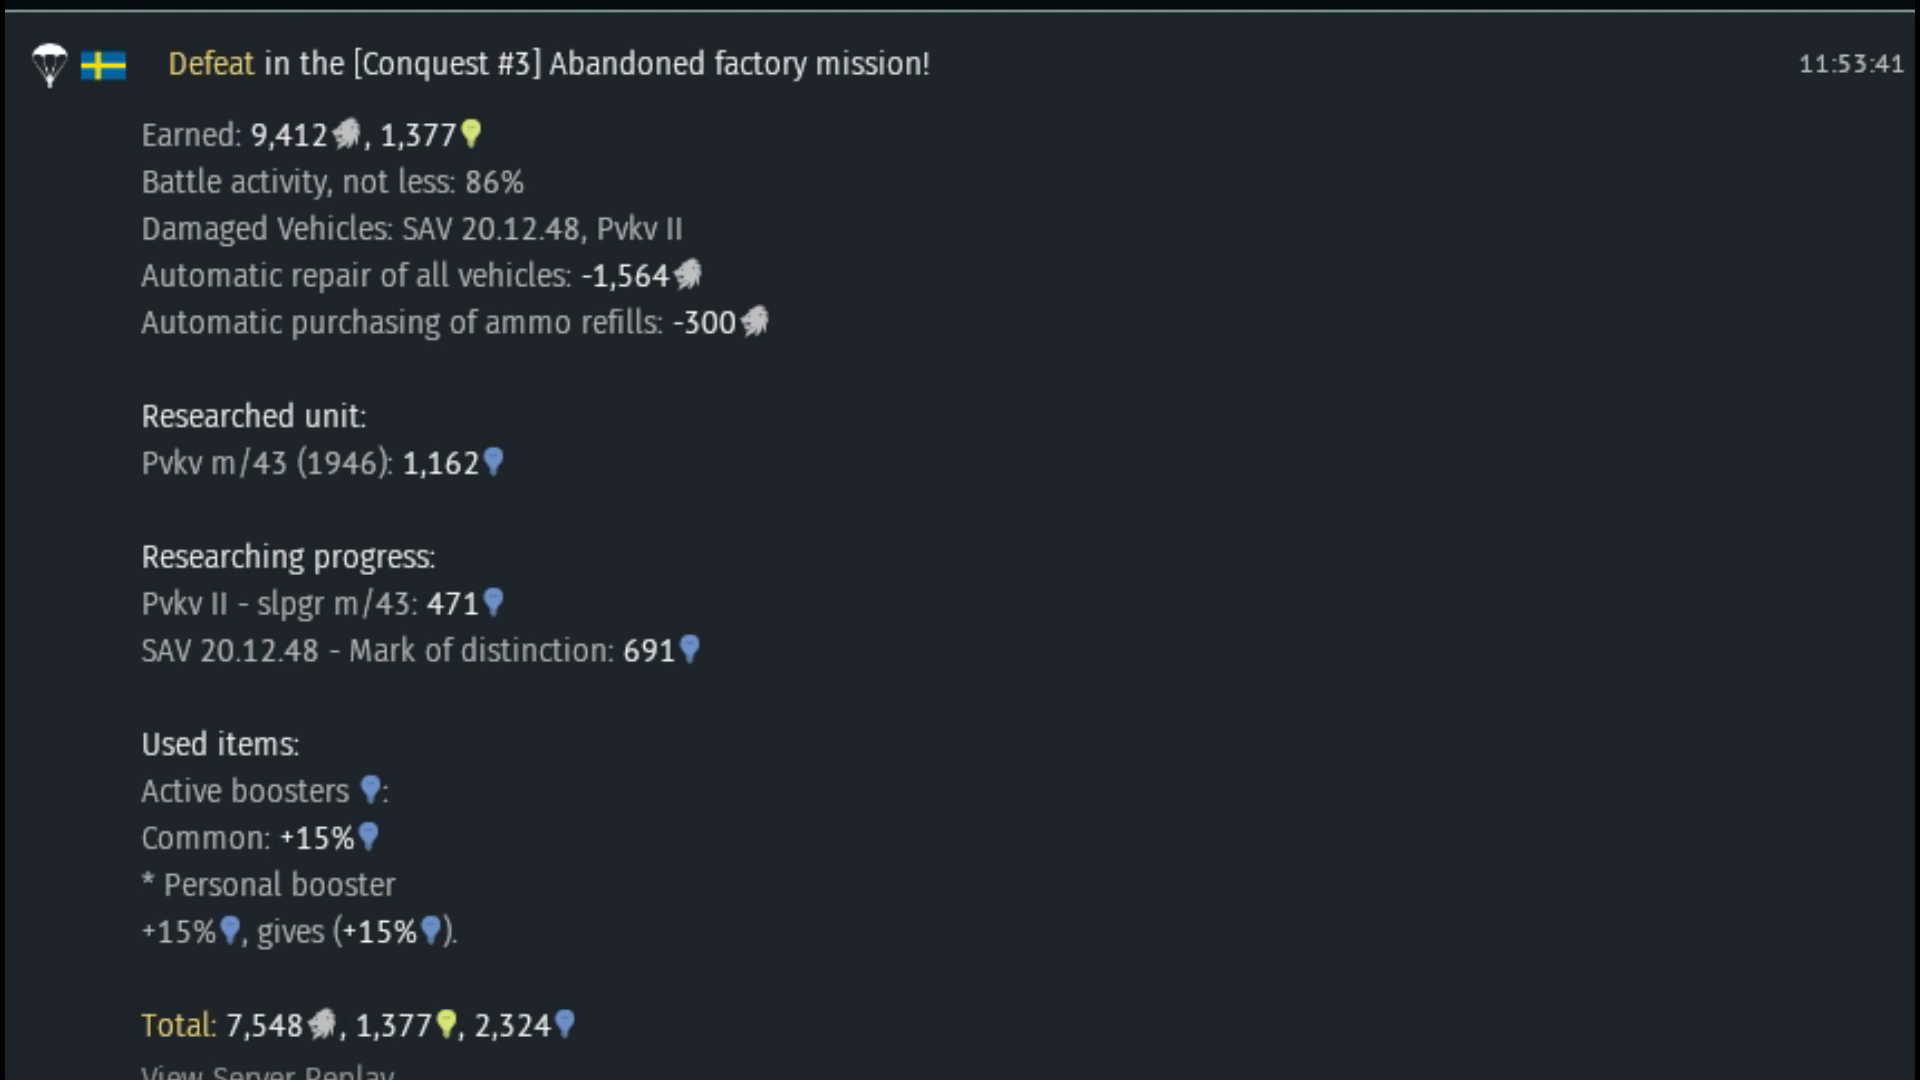 Defeat in the [Conquest #3] Abandoned factory mission! 11:53:41
Earned: 9,412, 1,377
Battle activity, not less: 86%
Damaged Vehicles: SAV 20.12.48, Pvkv II
Automatic repair of all vehicles: -1,564
Automatic purchasing of ammo refills: -300
Researched unit:
Pvkv m/43 (1946): 1,162
Researching progress:
Pvkv II - slpgr m/43: 471
SAV 20.12.48 - Mark of distinction: 691
Used items:
Active boosters :
Common: +15%
* Personal booster
+15%, gives (+15%).
Total: 7,548, 1,377, 2,324
View Server Replay